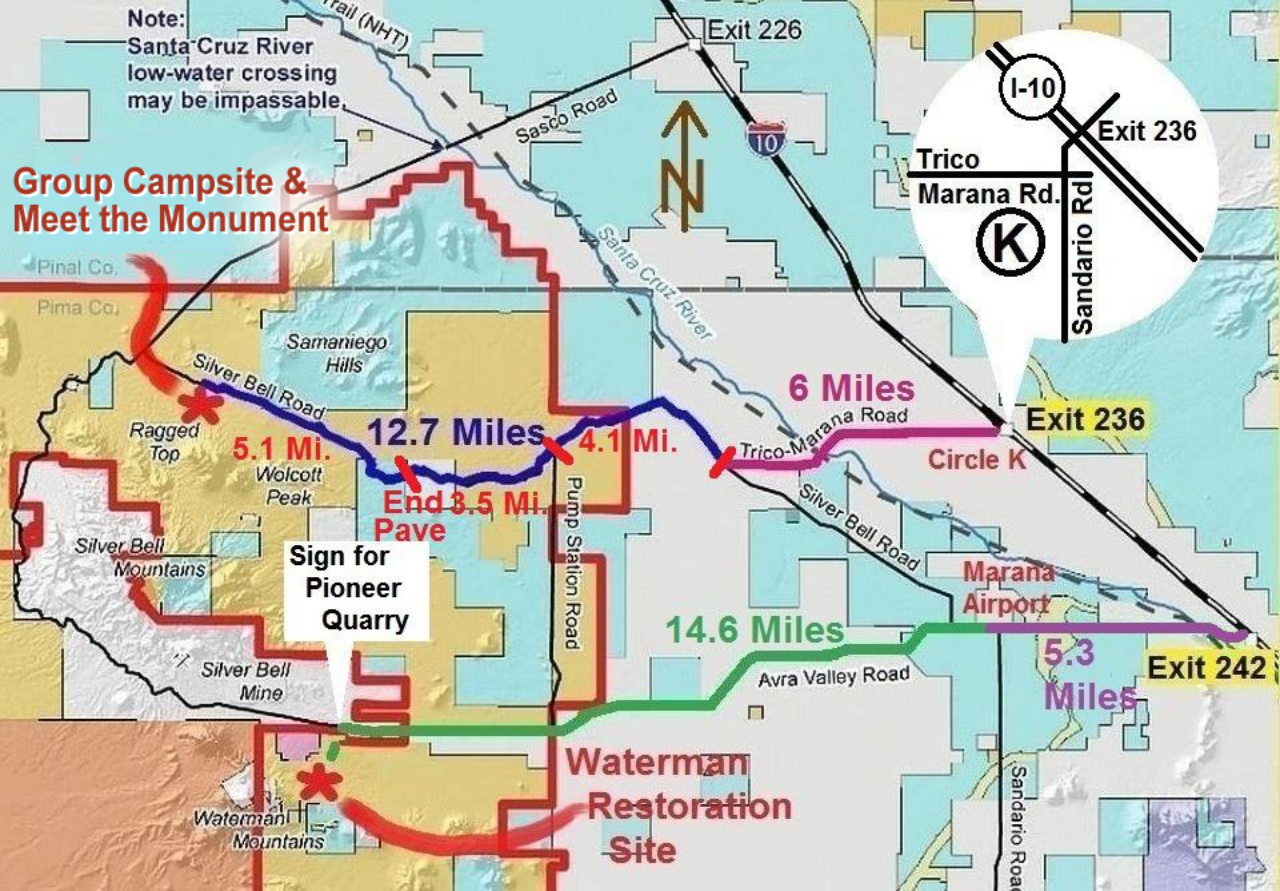 Note:
Santa Cruz River
low-water crossing
may be impassable.
Trail (NHT)
Exit 226
Sasco Road
10
N
I-10
Exit 236
Trico
Marana Rd.
K
Sandario Rd
Group Campsite &
Meet the Monument
Pinal Co.
Pima Co.
Santa Cruz River
Samaniego
Hills
Silver Bell Road
6 Miles
Trico-Marana Road
Exit 236
Circle K
Ragged
Top
5.1 Mi.
12.7 Miles
4.1 Mi.
Wolcott
Peak
End
Pave
3.5 Mi.
Pump Station Road
Silver Bell Road
Silver Bell
Mountains
Sign for
Pioneer
Quarry
Marana
Airport
14.6 Miles
5.3
Miles
Exit 242
Silver Bell
Mine
Avra Valley Road
Waterman
Restoration
Site
Waterman
Mountains
Sandario Road